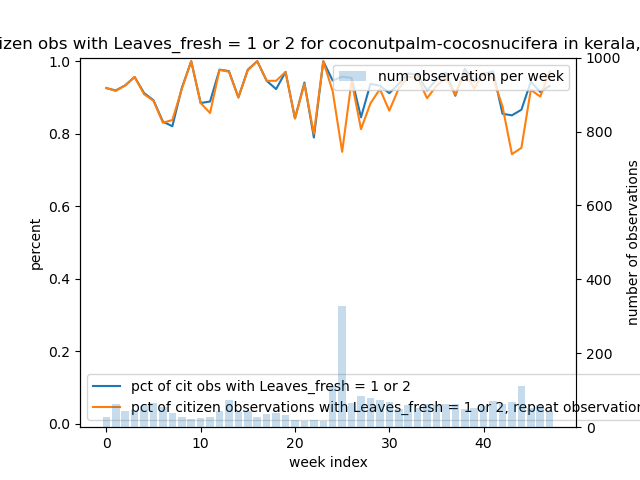 izen obs with Leaves_fresh = 1 or 2 for coconutpalm-cocosnucifera in kerala,
num observation per week
percent
number of observations
1.0
0.8
0.6
0.4
0.2
0.0
1000
800
600
400
200
0
pct of cit obs with Leaves_fresh = 1 or 2
pct of citizen observations with Leaves_fresh = 1 or 2, repeat observation
0 10 20 30 40
week index